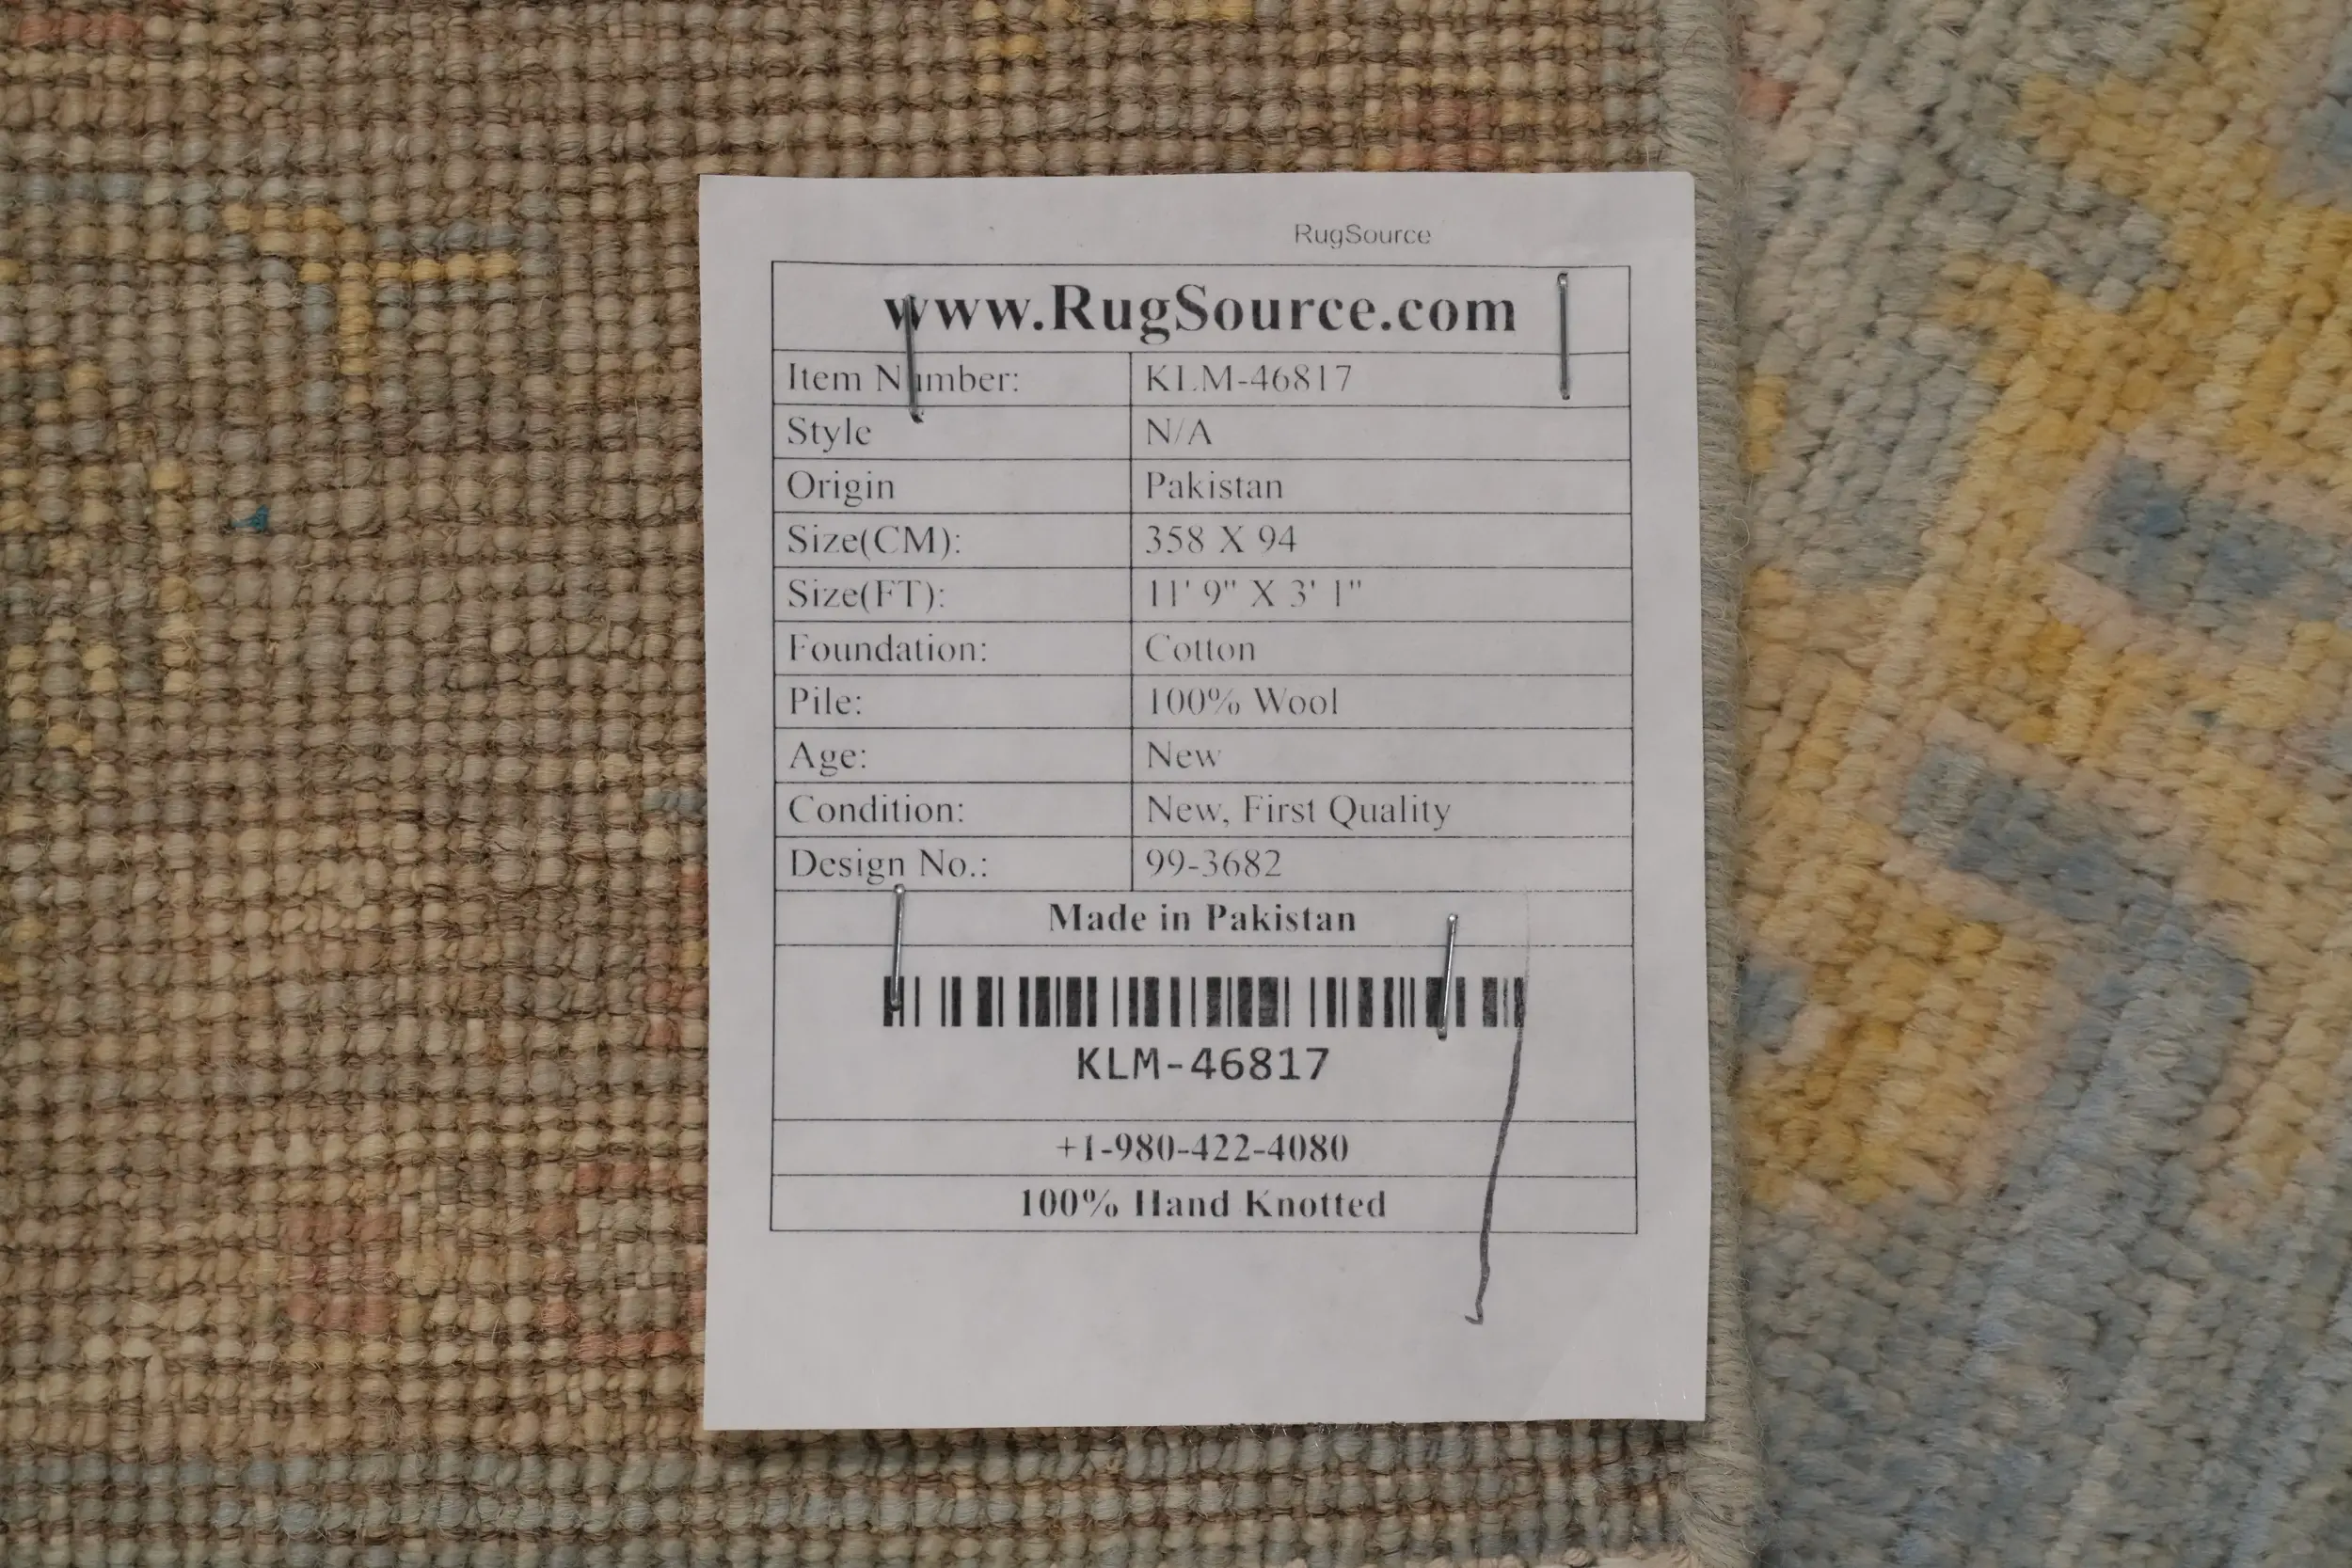 RugSource
www.RugSource.com
Item Number: KLM-46817
Style N/A
Origin Pakistan
Size(CM): 358 X 94
Size(FT): 11' 9" X 3' 1"
Foundation: Cotton
Pile: 100% Wool
Age: New
Condition: New, First Quality
Design No.: 99-3682
Made in Pakistan
KLM-46817
+1-980-422-4080
100% Hand Knotted